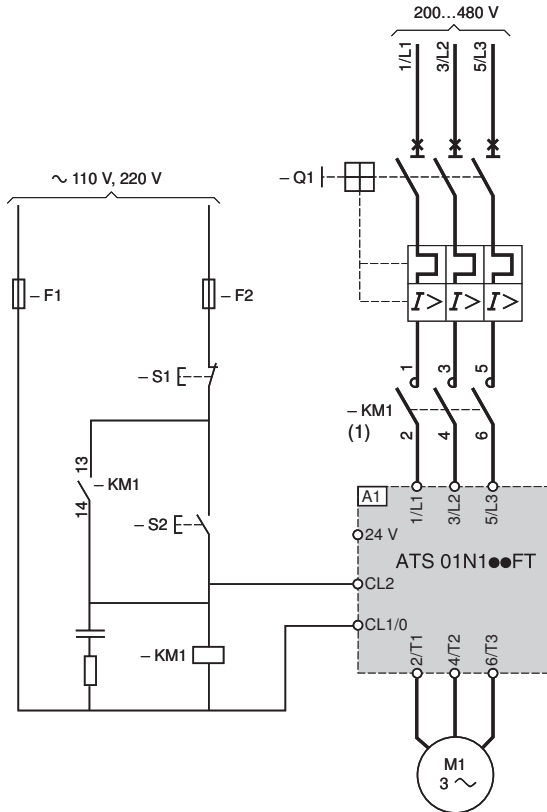 200...480 V
1/L1
3/L2
5/L3
– Q1
~ 110 V, 220 V
– F1
– F2
I >
I >
I >
– S1
1
3
5
– KM1
(1)
2
4
6
13
14
– KM1
A1
1/L1
3/L2
5/L3
– S2
24 V
ATS 01N1●●FT
CL2
CL1/0
– KM1
2/T1
4/T2
6/T3
M1
3 ~